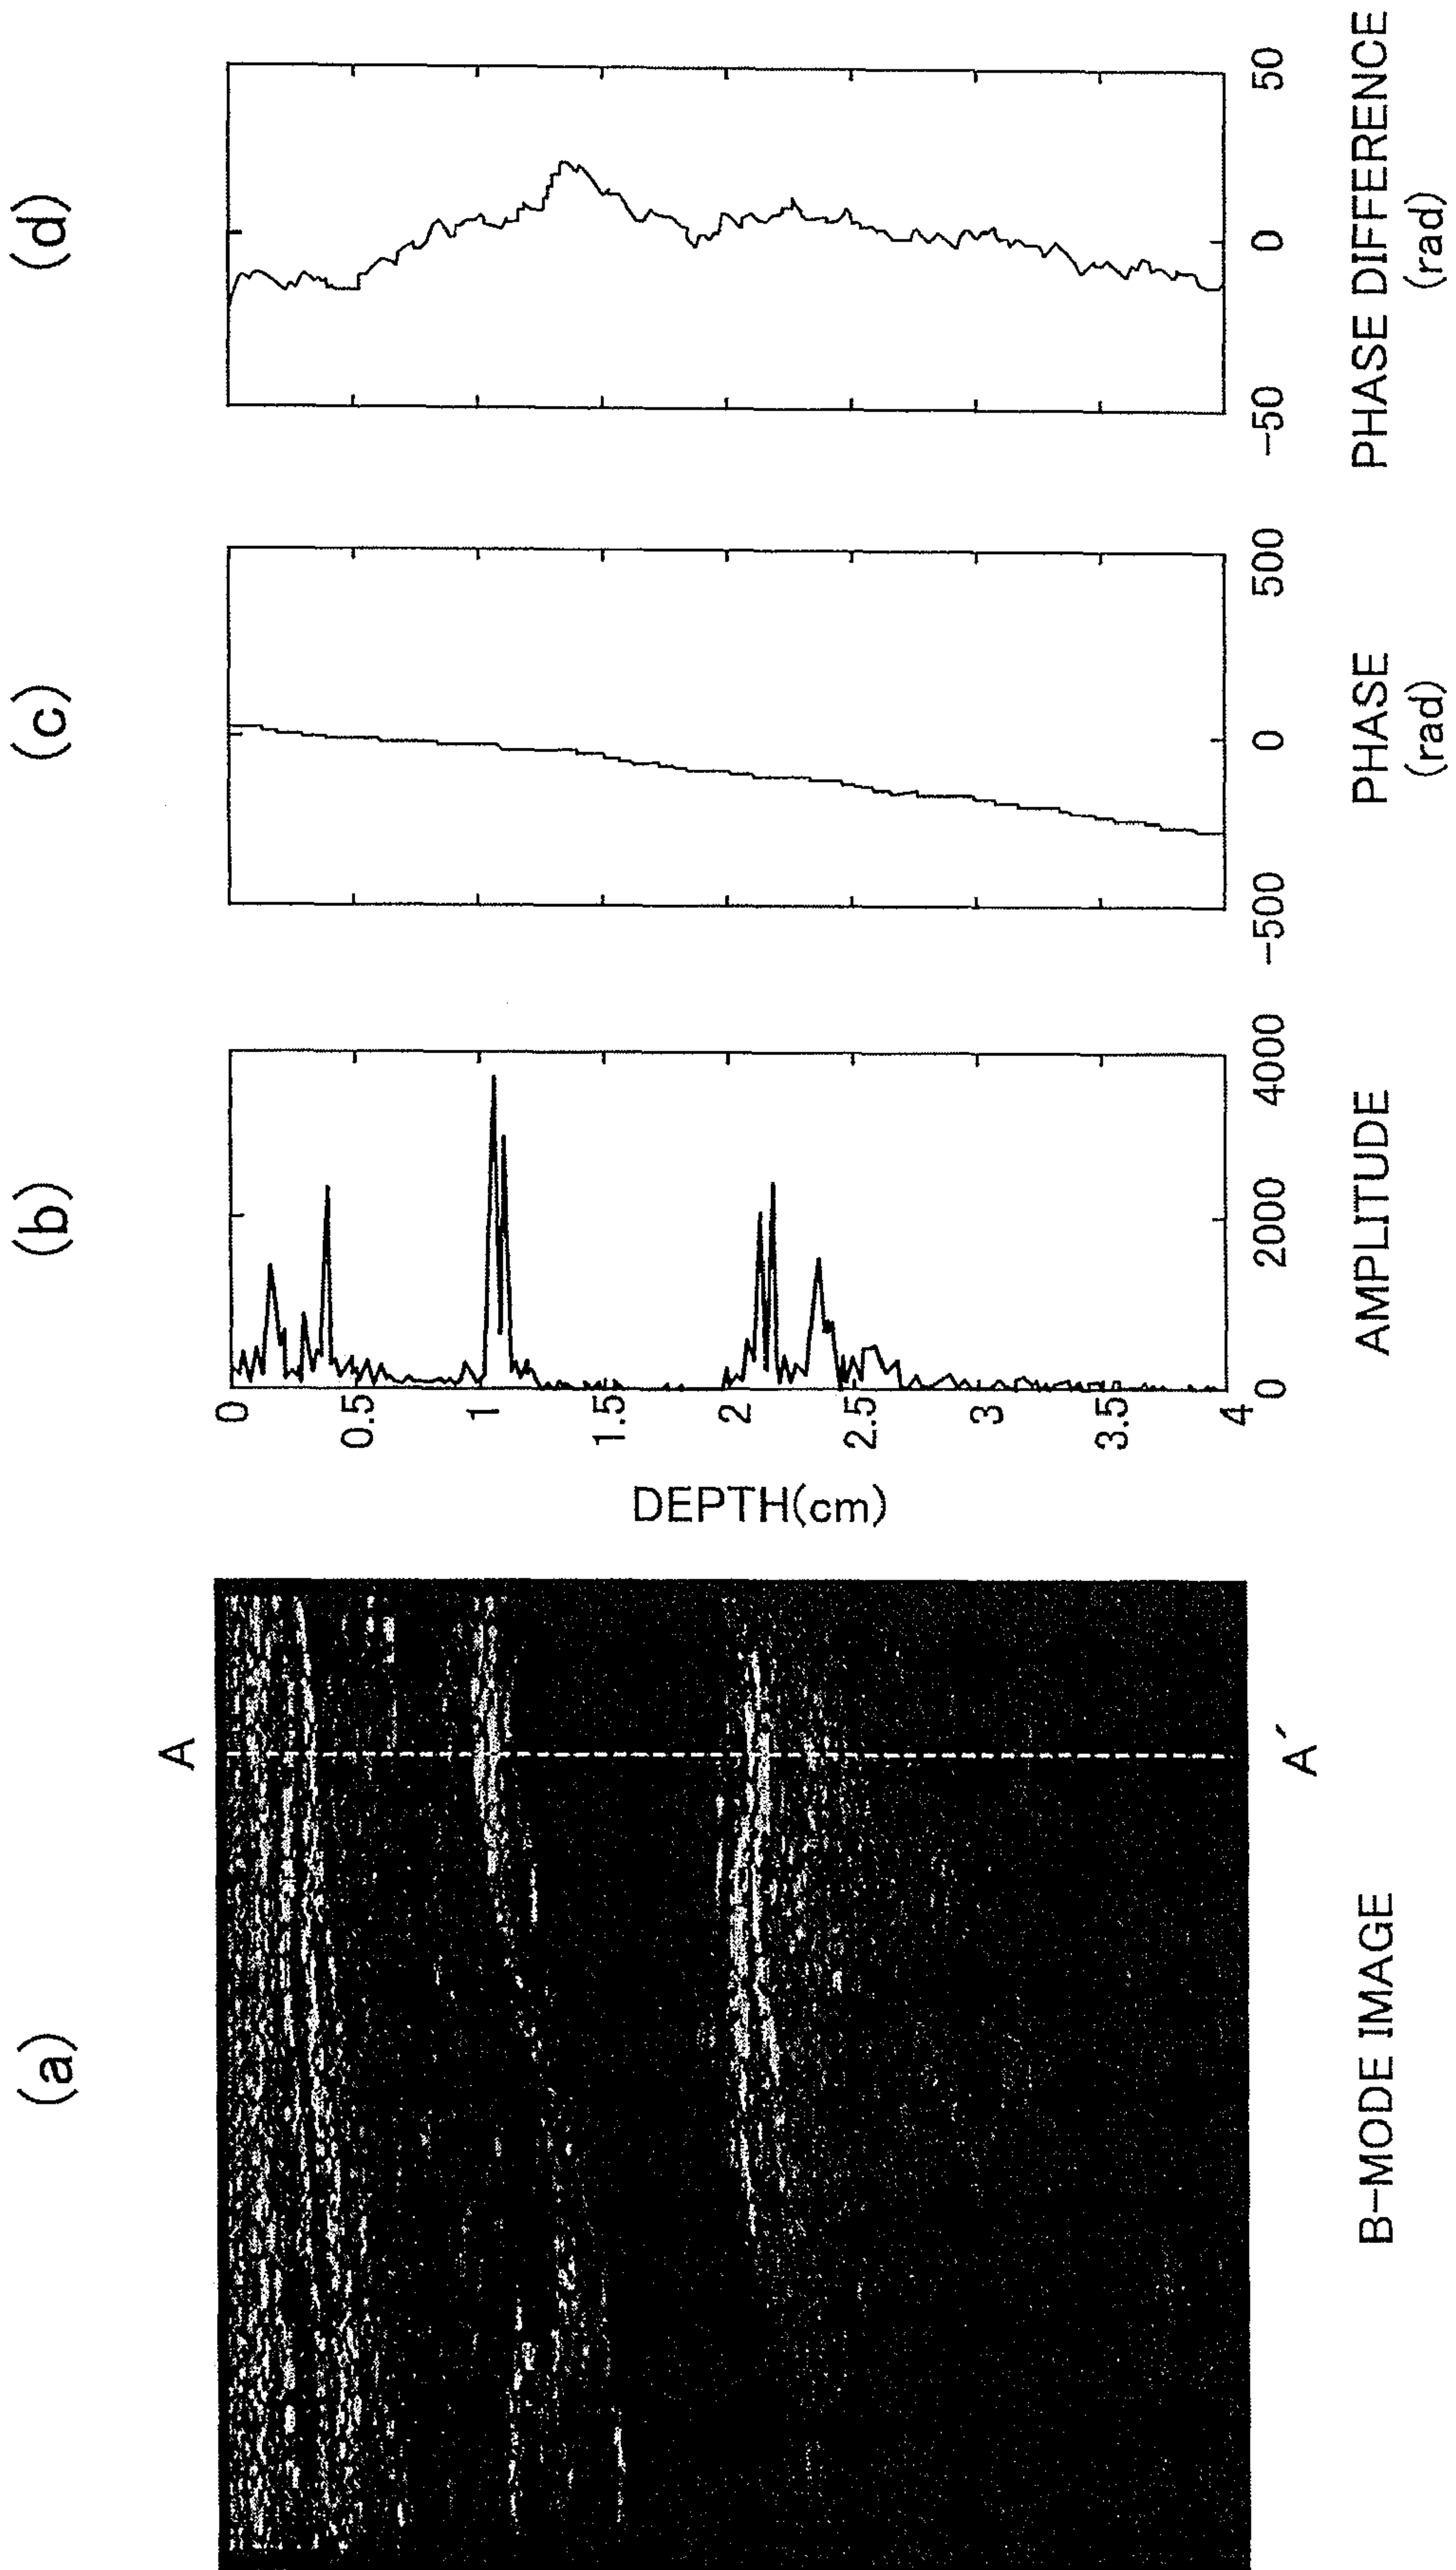 (a)
A
A´
B-MODE IMAGE
(b)
DEPTH(cm)
0
0.5
1
1.5
2
2.5
3
3.5
4
0
2000
4000
AMPLITUDE
(c)
-500
0
500
PHASE
(rad)
(d)
-50
0
50
PHASE DIFFERENCE
(rad)